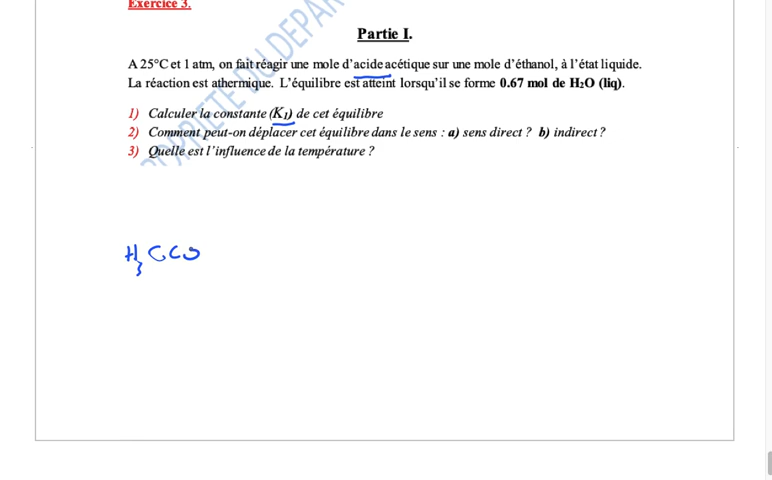 Exercice 3.
Partie I.
A 25°C et 1 atm, on fait réagir une mole d'acide acétique sur une mole d'éthanol, à l'état liquide.
La réaction est athermique. L'équilibre est atteint lorsqu'il se forme 0.67 mol de H₂O (liq).
1) Calculer la constante (K₁) de cet équilibre
2) Comment peut-on déplacer cet équilibre dans le sens : a) sens direct ? b) indirect ?
3) Quelle est l'influence de la température ?
H₃CCO